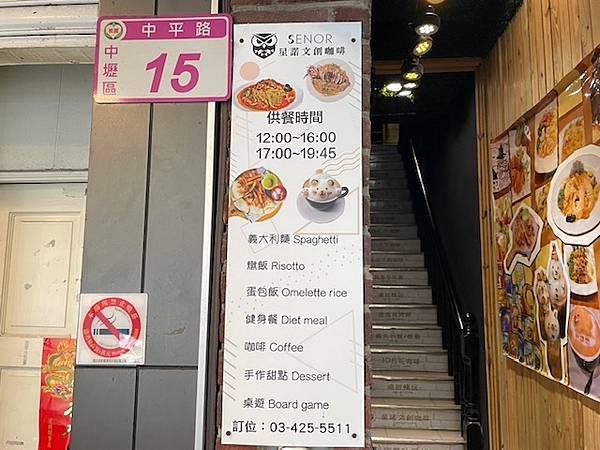 中平路
中壢區
15
SENOR
星諾文創咖啡
供餐時間
12:00~16:00
17:00~19:45
義大利麵 Spaghetti
燉飯 Risotto
蛋包飯 Omelette rice
健身餐 Diet meal
咖啡 Coffee
手作甜點 Dessert
桌遊 Board game
訂位：03-425-5511